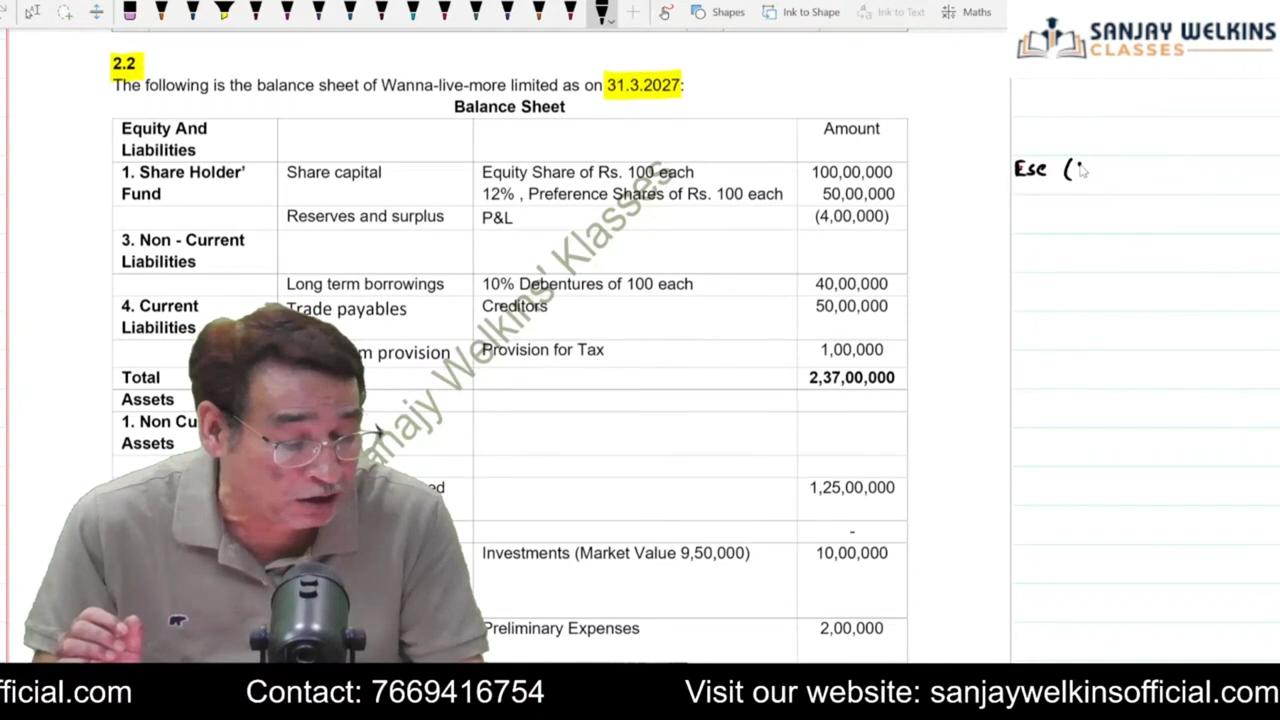 Shapes Ink to Shape Ink to Text Maths
SANJAY WELKINS
CLASSES
2.2
The following is the balance sheet of Wanna-live-more limited as on 31.3.2027:
Balance Sheet
Equity And Liabilities Amount
1. Share Holder' Fund Share capital Equity Share of Rs. 100 each 100,00,000
12% , Preference Shares of Rs. 100 each 50,00,000
Reserves and surplus P&L (4,00,000)
3. Non - Current Liabilities
Long term borrowings 10% Debentures of 100 each 40,00,000
4. Current Liabilities Trade payables Creditors 50,00,000
provision Provision for Tax 1,00,000
Total 2,37,00,000
Assets
1. Non Cu
Assets
1,25,00,000
-
Investments (Market Value 9,50,000) 10,00,000
Preliminary Expenses 2,00,000
Esc (
Welkins' Klasses
fficial.com Contact: 7669416754 Visit our website: sanjaywelkinsofficial.com